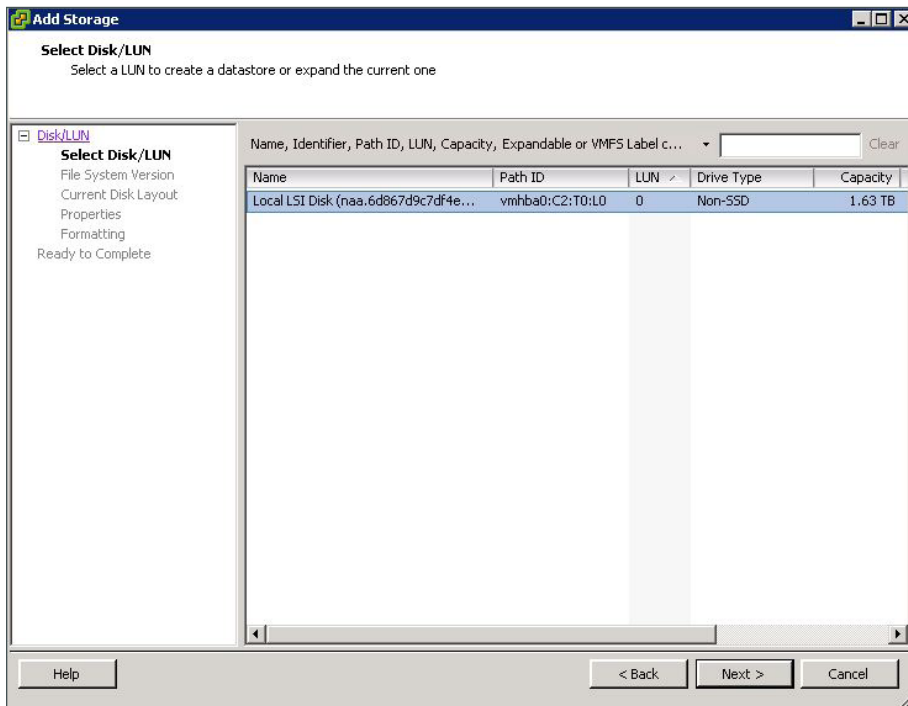 Add Storage
Select Disk/LUN
Select a LUN to create a datastore or expand the current one
Disk/LUN
Select Disk/LUN
File System Version
Current Disk Layout
Properties
Formatting
Ready to Complete
Name, Identifier, Path ID, LUN, Capacity, Expandable or VMFS Label c... Clear
Name Path ID LUN Drive Type Capacity
Local LSI Disk (naa.6d867d9c7df4e... vmhba0:C2:T0:L0 0 Non-SSD 1.63 TB
Help < Back Next > Cancel